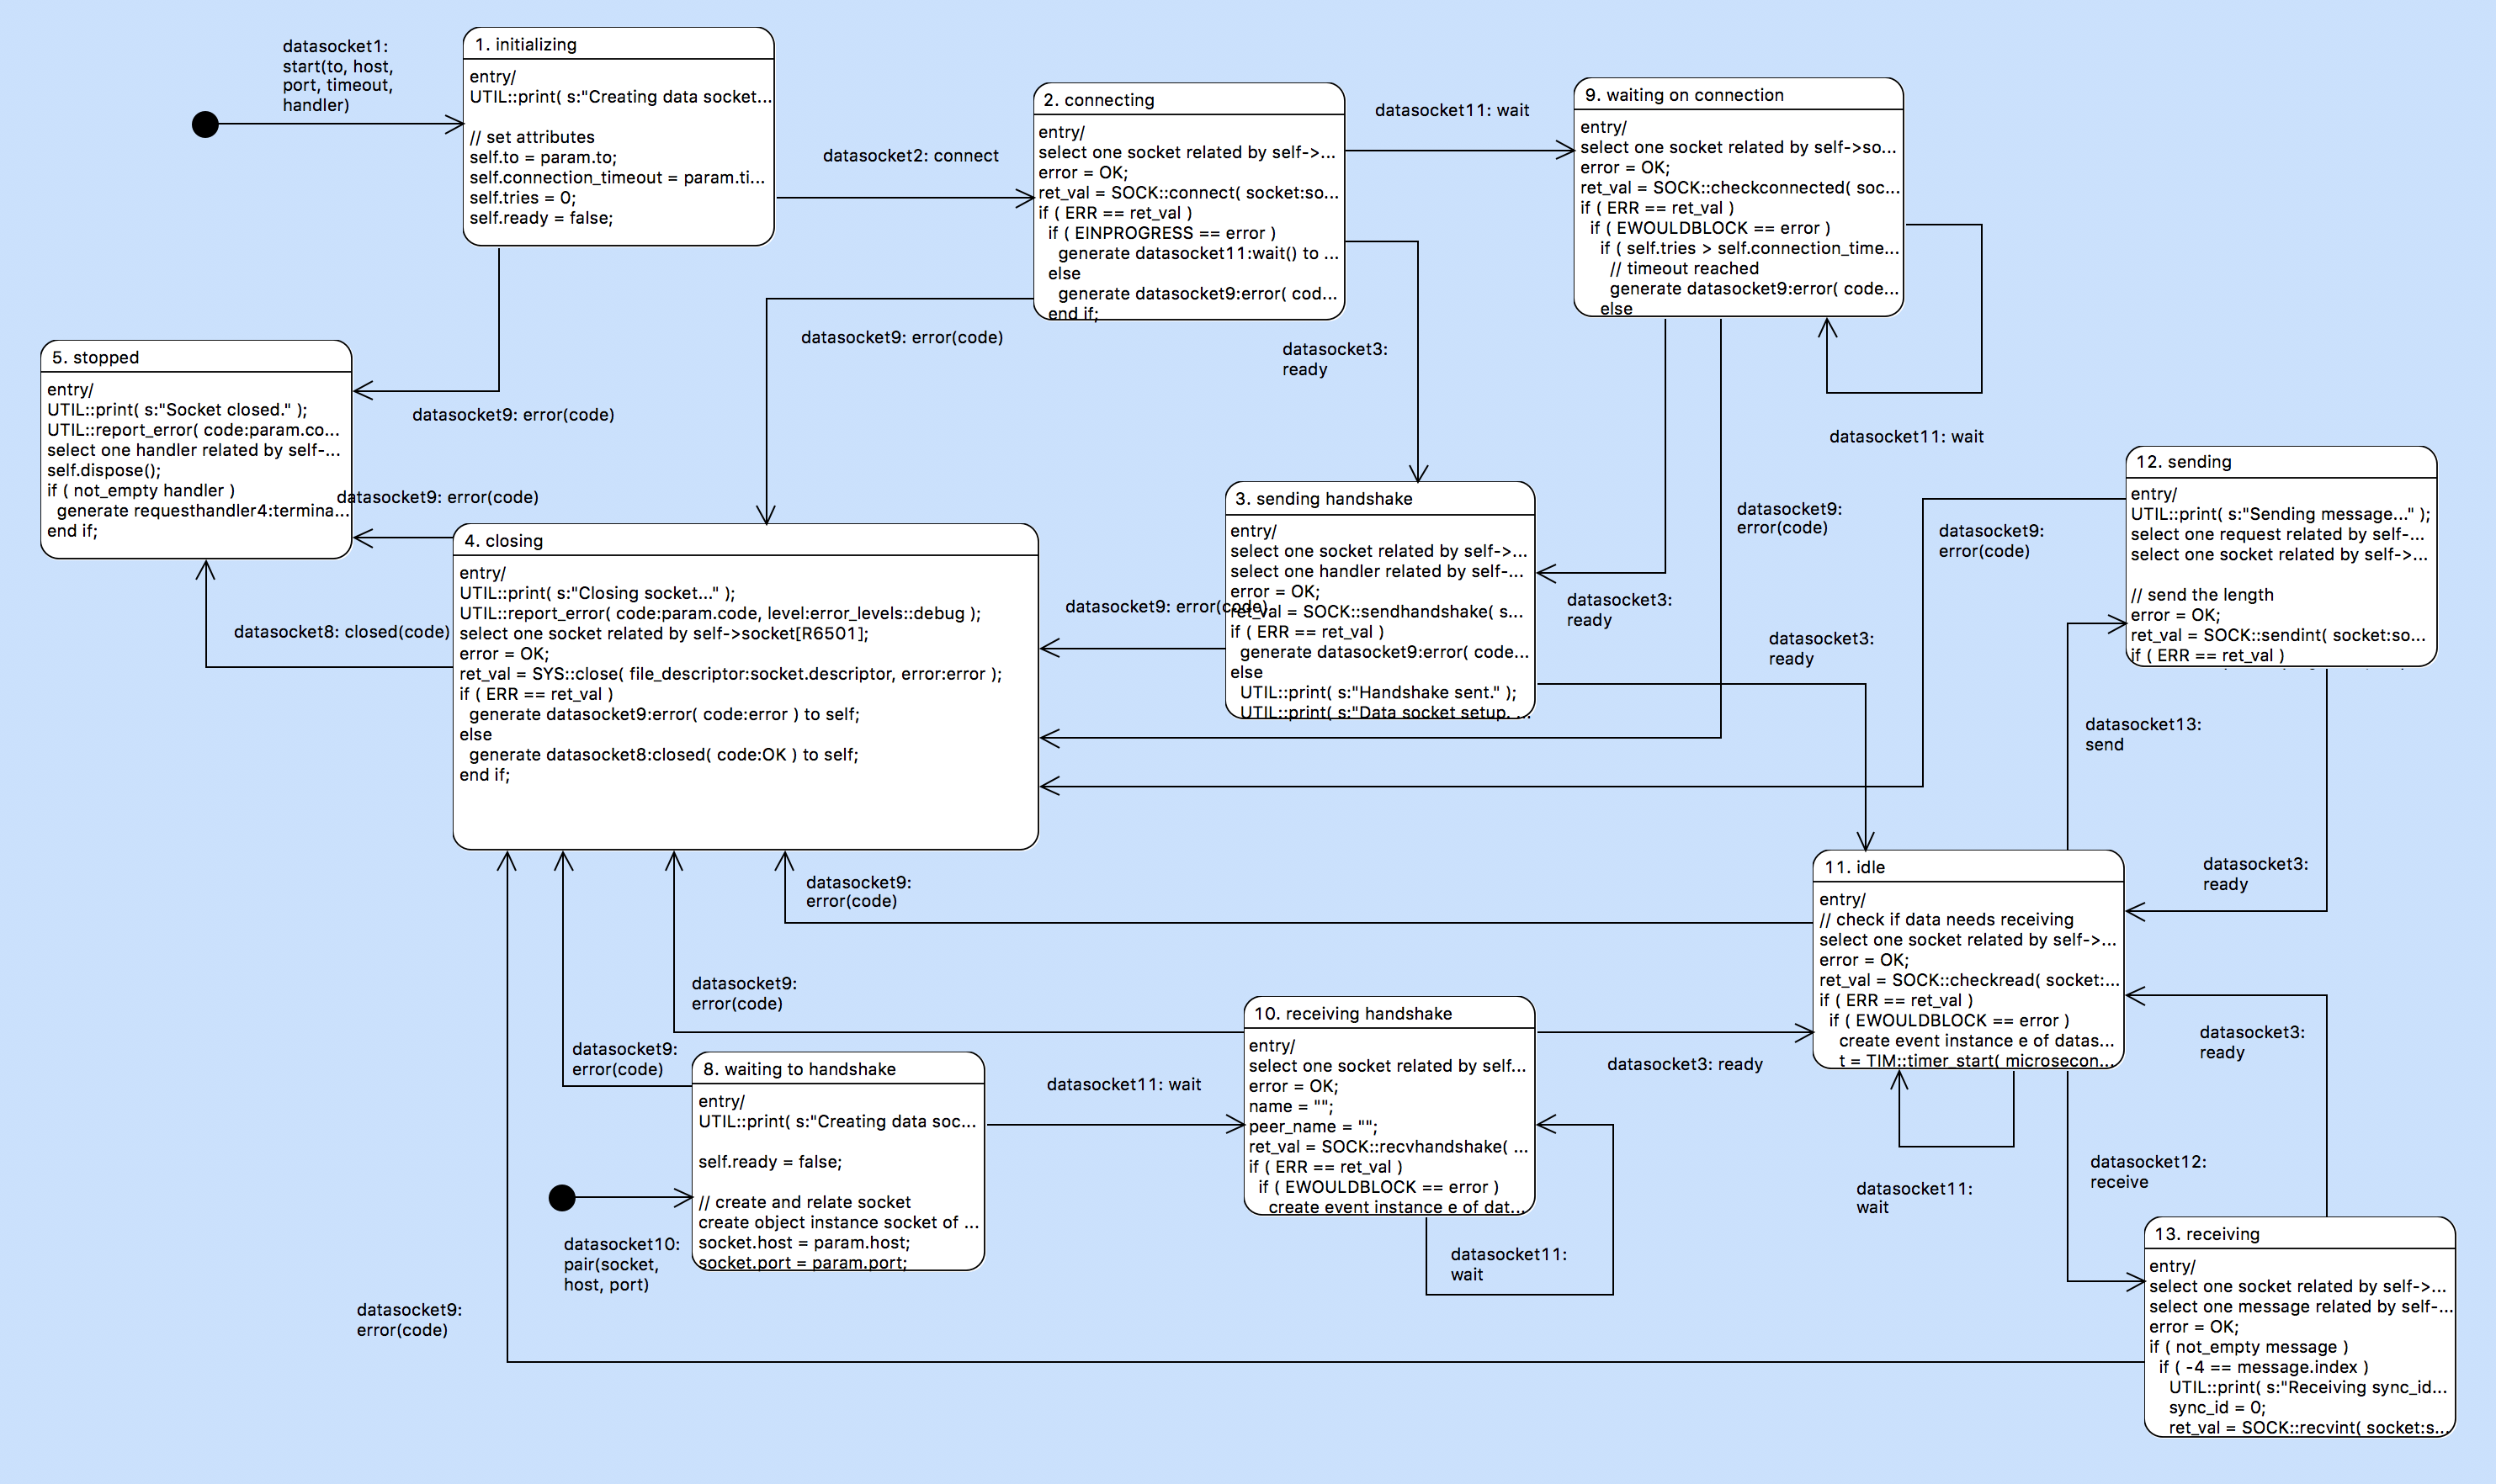 datasocket1:
start(to, host,
port, timeout,
handler)
1. initializing
entry/
UTIL::print( s:"Creating data socket...
// set attributes
self.to = param.to;
self.connection_timeout = param.ti...
self.tries = 0;
self.ready = false;
datasocket2: connect
2. connecting
entry/
select one socket related by self->...
error = OK;
ret_val = SOCK::connect( socket:so...
if ( ERR == ret_val )
if ( EINPROGRESS == error )
generate datasocket11:wait() to ...
else
generate datasocket9:error( cod...
end if;
datasocket11: wait
9. waiting on connection
entry/
select one socket related by self->so...
error = OK;
ret_val = SOCK::checkconnected( soc...
if ( ERR == ret_val )
if ( EWOULDBLOCK == error )
if ( self.tries > self.connection_time...
// timeout reached
generate datasocket9:error( code...
else
datasocket11: wait
datasocket9: error(code)
datasocket3:
ready
datasocket9: error(code)
5. stopped
entry/
UTIL::print( s:"Socket closed." );
UTIL::report_error( code:param.co...
select one handler related by self-...
self.dispose();
if ( not_empty handler )
generate requesthandler4:termina...
end if;
datasocket9: error(code)
datasocket8: closed(code)
4. closing
entry/
UTIL::print( s:"Closing socket..." );
UTIL::report_error( code:param.code, level:error_levels::debug );
select one socket related by self->socket[R6501];
error = OK;
ret_val = SYS::close( file_descriptor:socket.descriptor, error:error );
if ( ERR == ret_val )
generate datasocket9:error( code:error ) to self;
else
generate datasocket8:closed( code:OK ) to self;
end if;
datasocket9: error(code)
3. sending handshake
entry/
select one socket related by self->...
select one handler related by self-...
error = OK;
ret_val = SOCK::sendhandshake( s...
if ( ERR == ret_val )
generate datasocket9:error( code...
else
UTIL::print( s:"Handshake sent." );
UTIL::print( s:"Data socket setup. ...
datasocket3:
ready
datasocket9:
error(code)
datasocket3:
ready
datasocket9:
error(code)
12. sending
entry/
UTIL::print( s:"Sending message..." );
select one request related by self-...
select one socket related by self->...
// send the length
error = OK;
ret_val = SOCK::sendint( socket:so...
if ( ERR == ret_val )
datasocket13:
send
datasocket3:
ready
11. idle
entry/
// check if data needs receiving
select one socket related by self->...
error = OK;
ret_val = SOCK::checkread( socket:...
if ( ERR == ret_val )
if ( EWOULDBLOCK == error )
create event instance e of datas...
t = TIM::timer_start( microsecon...
datasocket9:
error(code)
datasocket9:
error(code)
datasocket9:
error(code)
8. waiting to handshake
entry/
UTIL::print( s:"Creating data soc...
self.ready = false;
// create and relate socket
create object instance socket of ...
socket.host = param.host;
socket.port = param.port;
datasocket10:
pair(socket,
host, port)
datasocket11: wait
10. receiving handshake
entry/
select one socket related by self...
error = OK;
name = "";
peer_name = "";
ret_val = SOCK::recvhandshake( ...
if ( ERR == ret_val )
if ( EWOULDBLOCK == error )
create event instance e of dat...
datasocket3: ready
datasocket11:
wait
datasocket11:
wait
datasocket3:
ready
datasocket12:
receive
13. receiving
entry/
select one socket related by self->...
select one message related by self-...
error = OK;
if ( not_empty message )
if ( -4 == message.index )
UTIL::print( s:"Receiving sync_id...
sync_id = 0;
ret_val = SOCK::recvint( socket:s...
datasocket9:
error(code)